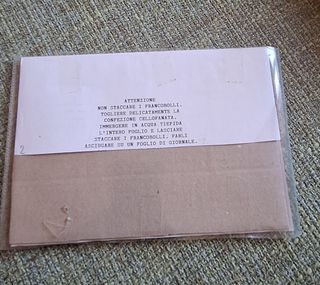 ATTENZIONE
NON STACCARE I FRANCOBOLLI.
TOGLIERE DELICATAMENTE LA
CONFEZIONE CELLOFANATA.
IMMERGERE IN ACQUA TIEPIDA
L'INTERO FOGLIO E LASCIARE
STACCARE I FRANCOBOLLI. FARLI
ASCIUGARE SU UN FOGLIO DI GIORNALE.
2